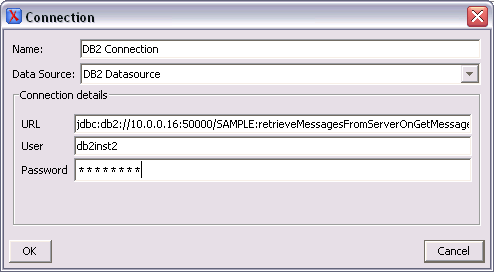 Connection
Name: DB2 Connection
Data Source: DB2 Datasource
Connection details
URL jdbc:db2://10.0.0.16:50000/SAMPLE:retrieveMessagesFromServerOnGetMessage
User db2inst2
Password ********
OK Cancel